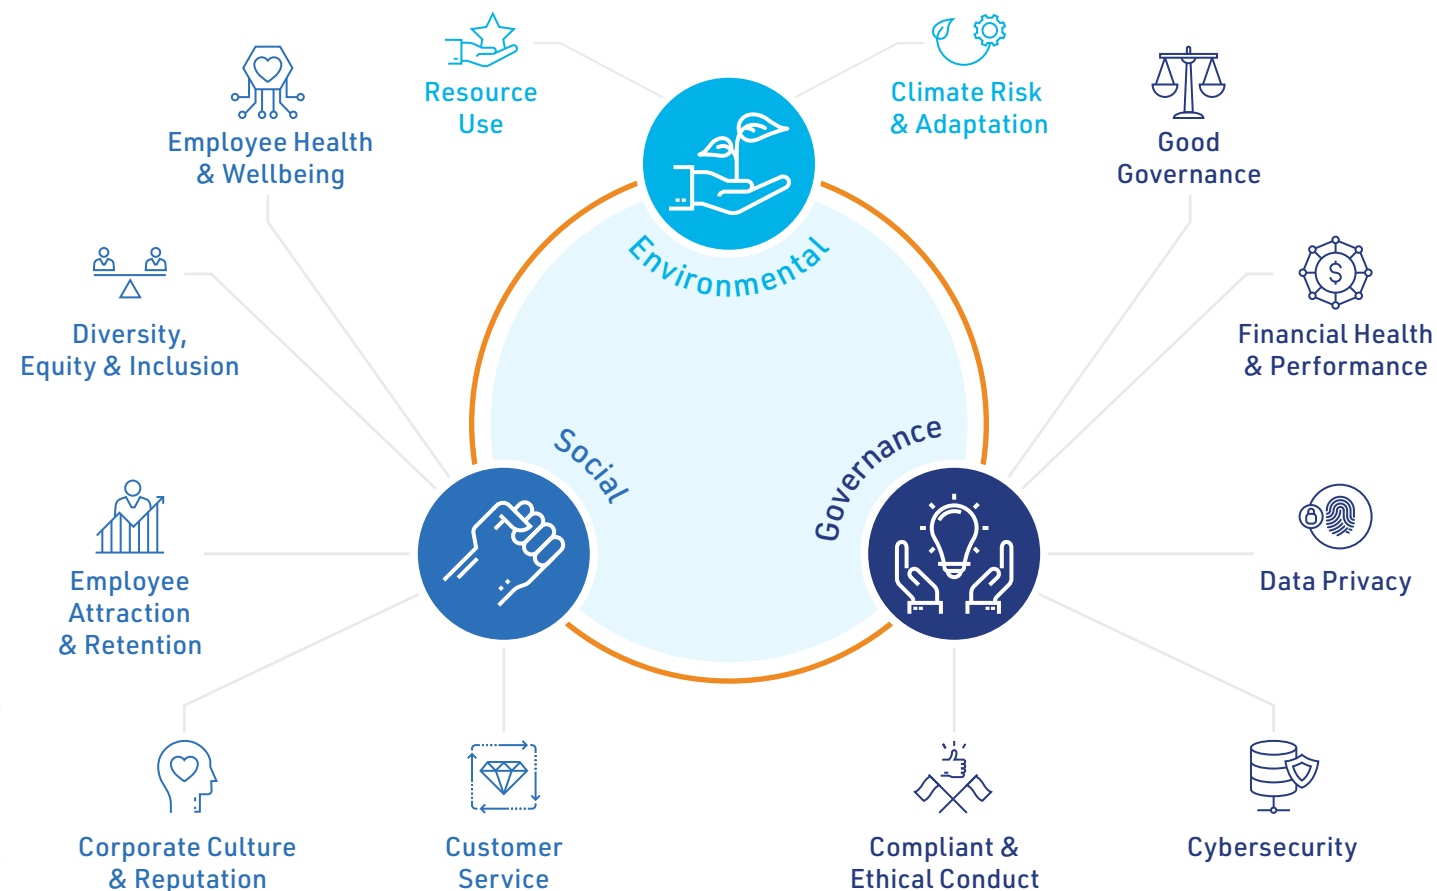 Resource
Use
Climate Risk
& Adaptation
Employee Health
& Wellbeing
Good
Governance
Environmental
Diversity,
Equity & Inclusion
Financial Health
& Performance
Social
Governance
Employee
Attraction
& Retention
Data Privacy
Corporate Culture
& Reputation
Customer
Service
Compliant &
Ethical Conduct
Cybersecurity
$